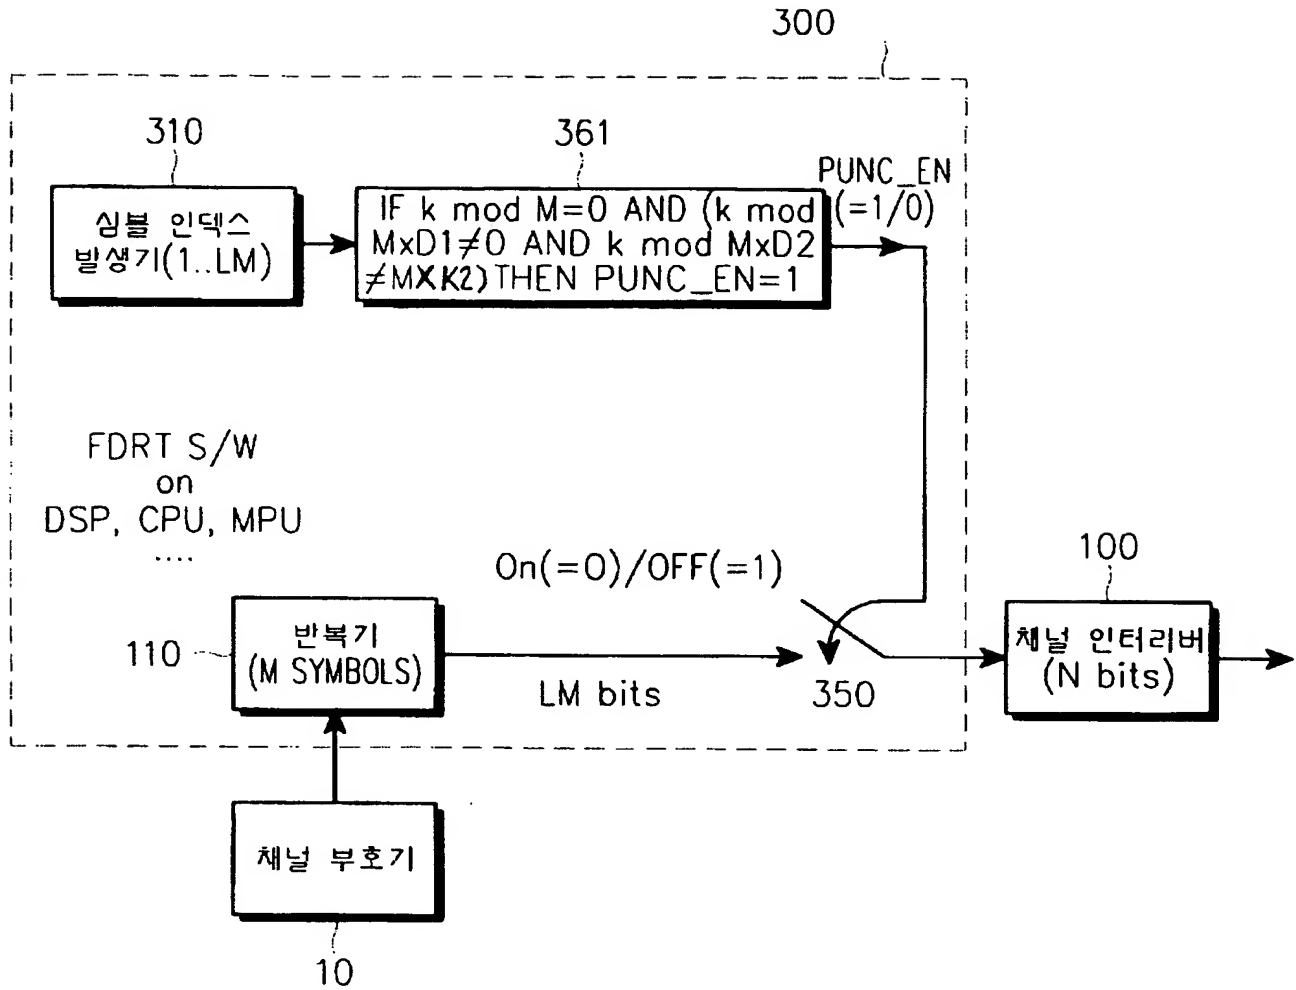 300
310
심블 인덱스
발생기(1..LM)
361
IF k mod M=0 AND (k mod
MxD1≠0 AND k mod MxD2
≠MXK2)THEN PUNC_EN=1
PUNC_EN
(=1/0)
FDRT S/W
on
DSP, CPU, MPU
....
On(=0)/OFF(=1)
110
반복기
(M SYMBOLS)
LM bits
350
100
채널 인터리버
(N bits)
채널 부호기
10